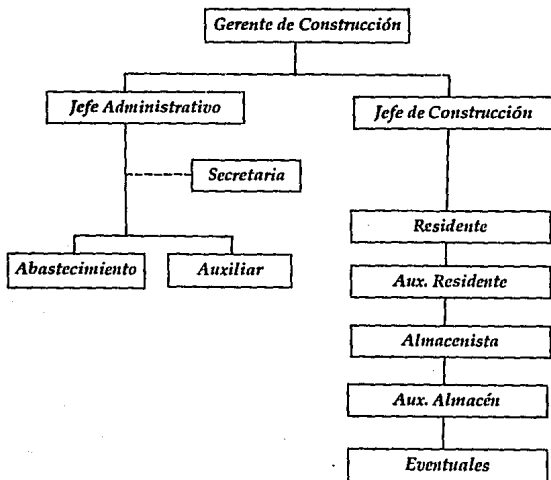 Gerente de Construcción
Jefe Administrativo
Jefe de Construcción
Secretaria
Residente
Abastecimiento
Auxiliar
Aux. Residente
Almacenista
Aux. Almacén
Eventuales